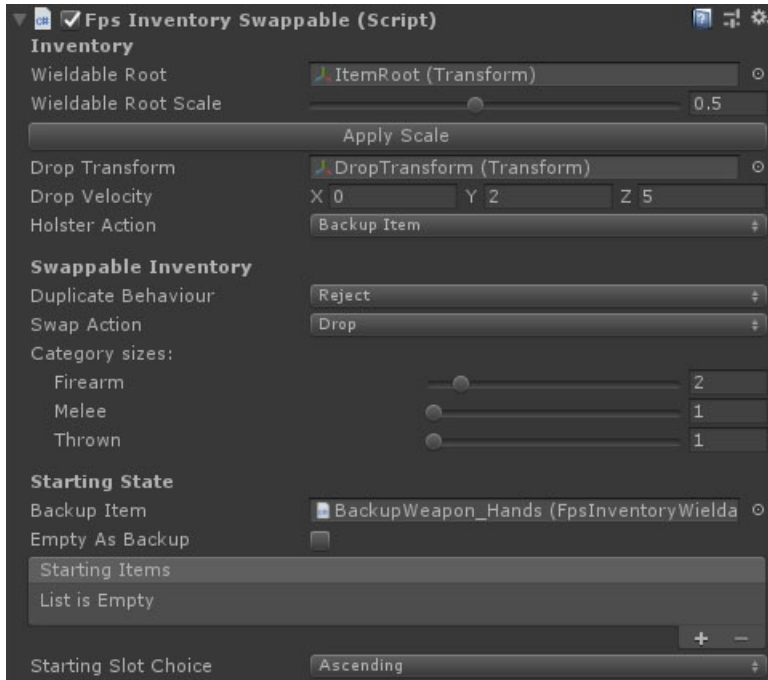 Fps Inventory Swappable (Script)
Inventory
Wieldable Root ItemRoot (Transform)
Wieldable Root Scale 0.5
Apply Scale
Drop Transform DropTransform (Transform)
Drop Velocity X 0 Y 2 Z 5
Holster Action Backup Item
Swappable Inventory
Duplicate Behaviour Reject
Swap Action Drop
Category sizes:
Firearm 2
Melee 1
Thrown 1
Starting State
Backup Item BackupWeapon_Hands (FpsInventoryWielda
Empty As Backup
Starting Items
List is Empty
+ −
Starting Slot Choice Ascending